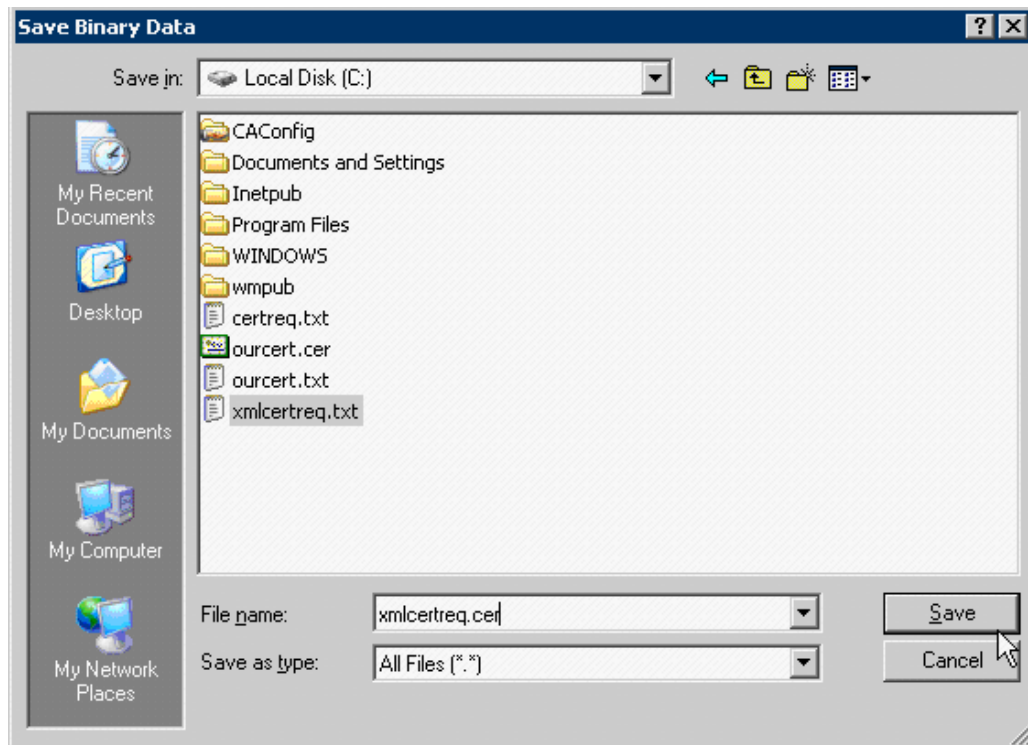 Save Binary Data
Save in:
Local Disk (C:)
My Recent
Documents
Desktop
My Documents
My Computer
My Network
Places
CAConfig
Documents and Settings
Inetpub
Program Files
WINDOWS
wmpub
certreq.txt
ourcert.cer
ourcert.txt
xmlcertreq.txt
File name:
xmlcertreq.cer
Save
Save as type:
All Files (*.*)
Cancel